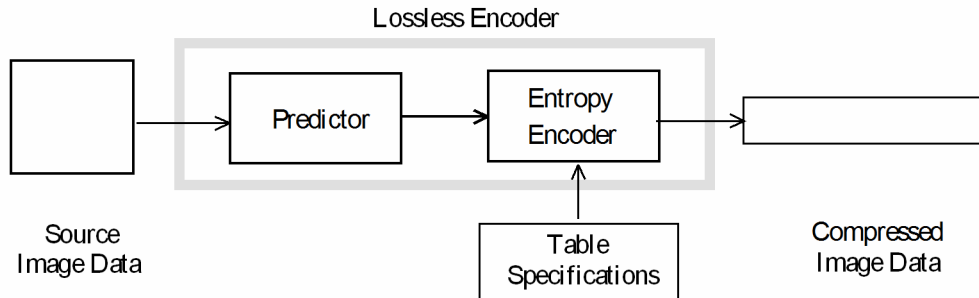 Lossless Encoder
Predictor
Entropy
Encoder
Source
Image Data
Table
Specifications
Compressed
Image Data